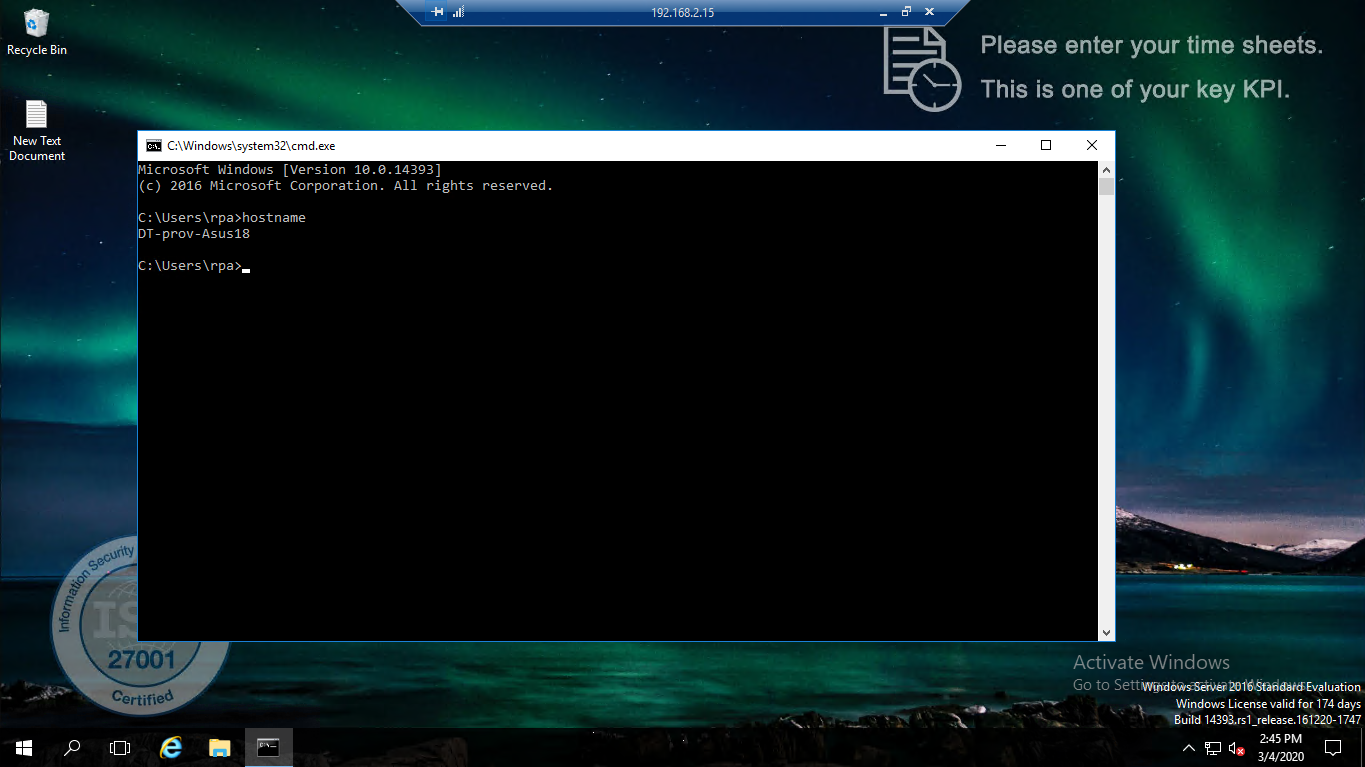 192.168.2.15
Recycle Bin
New Text
Document
Please enter your time sheets.
This is one of your key KPI.
C:\Windows\system32\cmd.exe
Microsoft Windows [Version 10.0.14393]
(c) 2016 Microsoft Corporation. All rights reserved.
C:\Users\rpa>hostname
DT-prov-Asus18
C:\Users\rpa>
Information Security
27001
Certified
Activate Windows
Go to Settings to activate Windows.
Windows Server 2016 Standard Evaluation
Windows License valid for 174 days
Build 14393.rs1_release.161220-1747
2:45 PM
3/4/2020